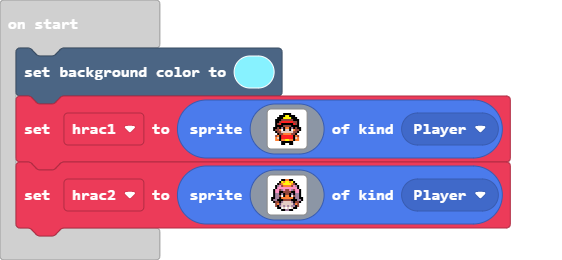 on start
set background color to
set hrac1 to sprite of kind Player
set hrac2 to sprite of kind Player